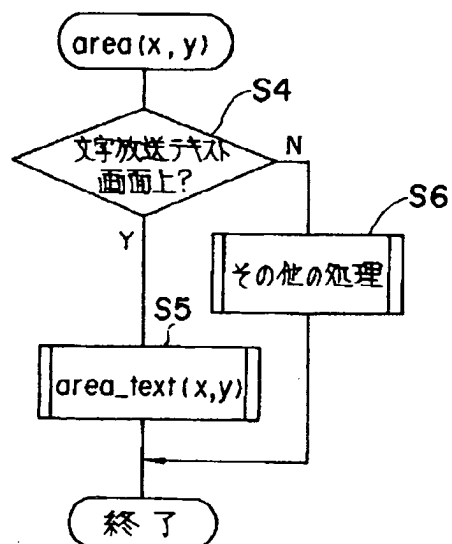 area(x,y)
S4
文字放送テキスト
画面上?
N
Y
S6
その他の処理
S5
area_text(x,y)
終了